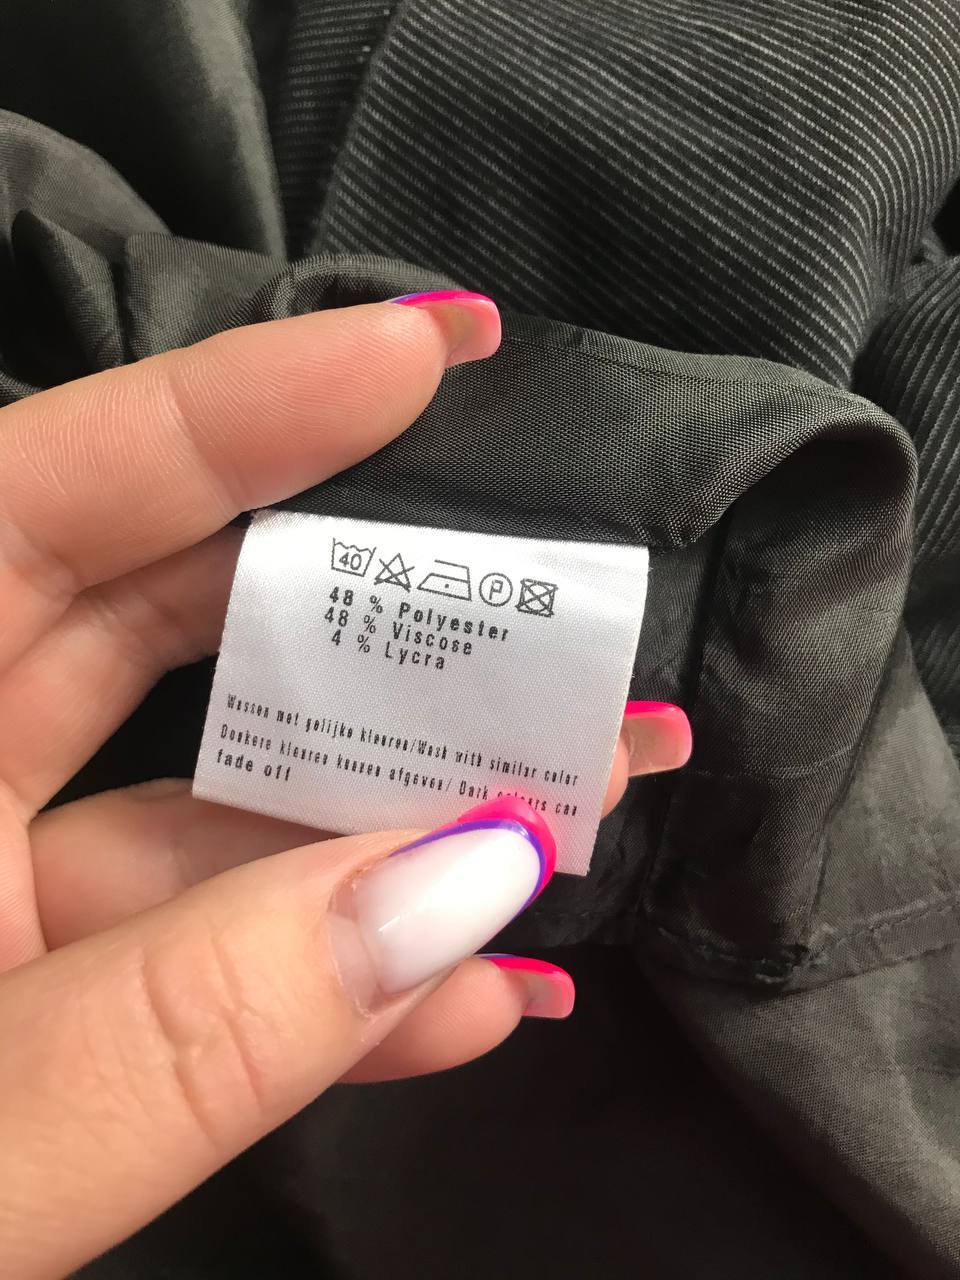 40
P
48 % Polyester
48 % Viscose
4 % Lycra
Wassen met gelijke kleuren/Wash with similar color
Donkere kleuren kunnen afgeven/ Dark colours can
fade off